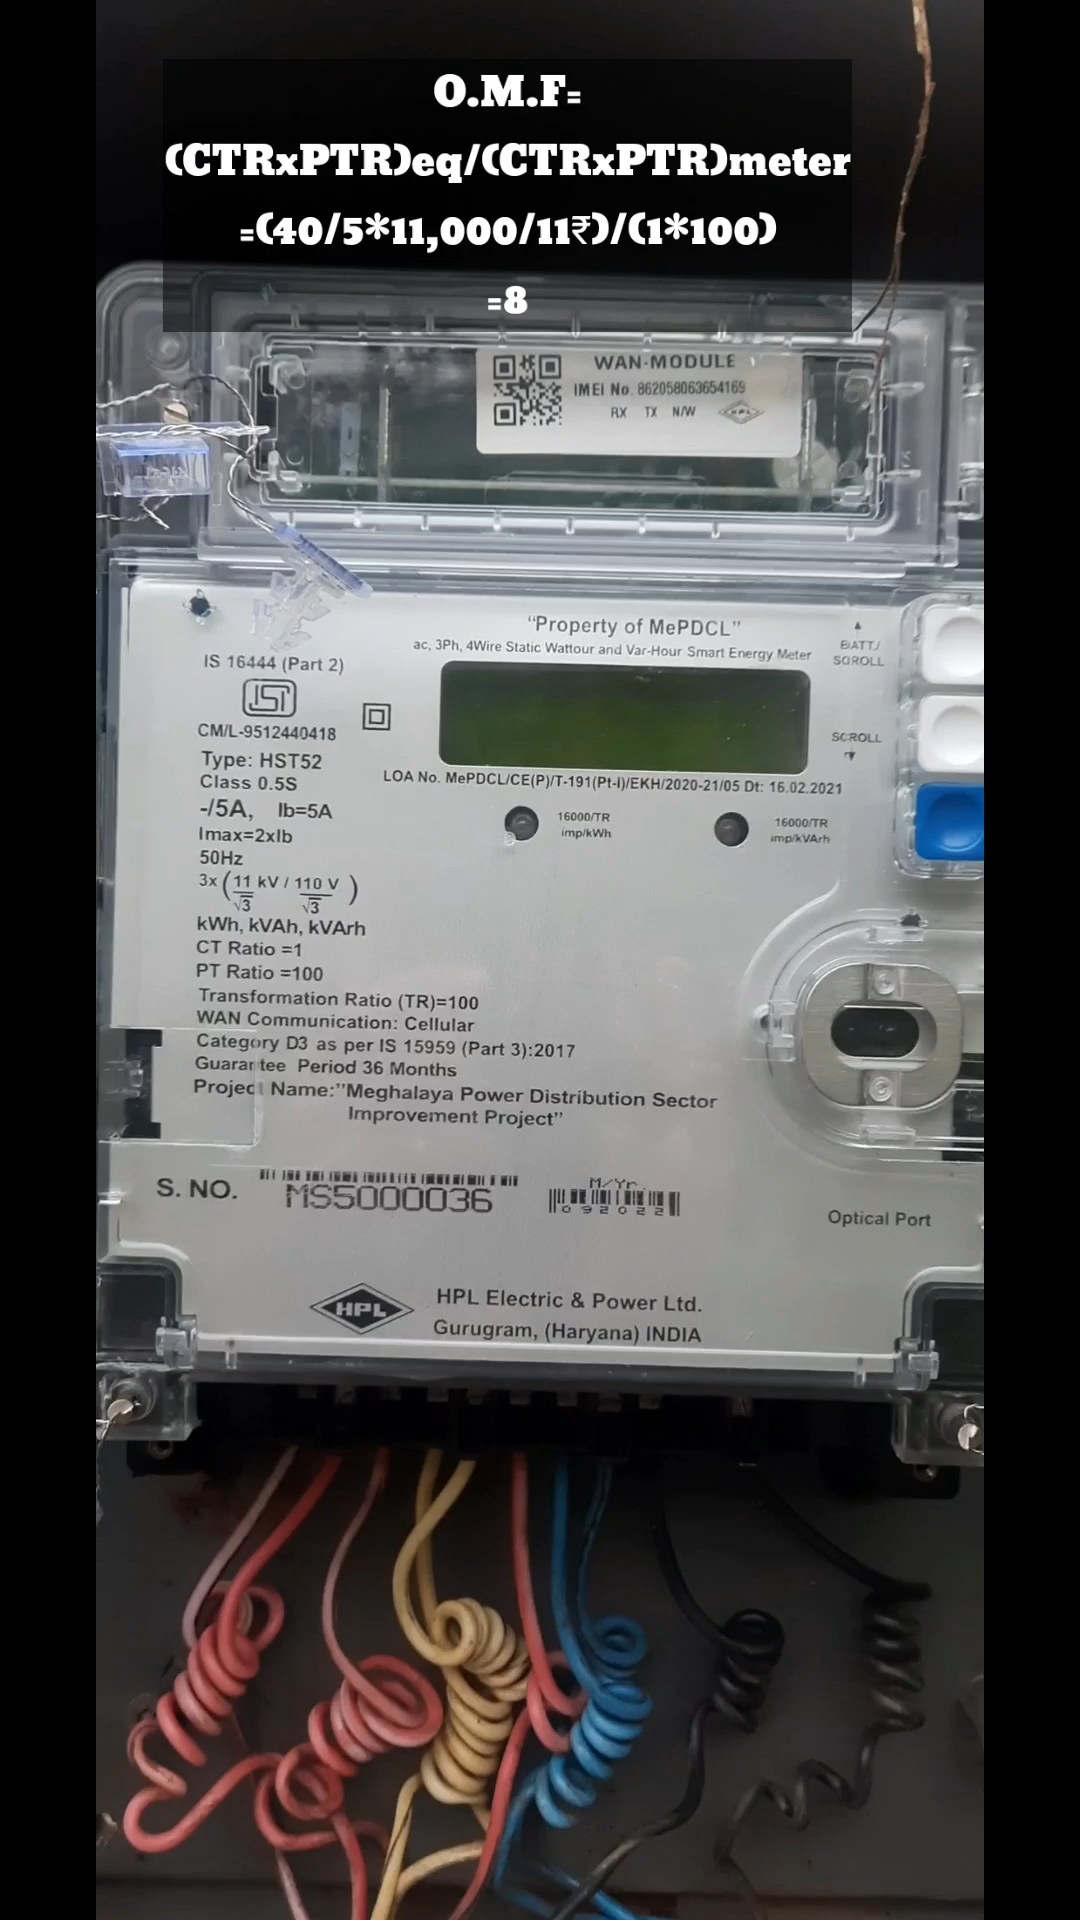 O.M.F=
(CTRxPTR)eq/(CTRxPTR)meter
=(40/5*11,000/11₹)/(1*100)
=8
WAN-MODULE
IMEI No. 862058063654169
RX TX N/W
HPL
"Property of MePDCL"
ac, 3Ph, 4Wire Static Wattour and Var-Hour Smart Energy Meter
BATT/
SCROLL
IS 16444 (Part 2)
ISI
CM/L-9512440418
SCROLL
Type: HST52
LOA No. MePDCL/CE(P)/T-191(Pt-I)/EKH/2020-21/05 Dt: 16.02.2021
Class 0.5S
-/5A, Ib=5A
16000/TR
imp/kWh
16000/TR
imp/kVArh
Imax=2xIb
50Hz
3x (11 kV / 110 V)
√3 √3
kWh, kVAh, kVArh
CT Ratio =1
PT Ratio =100
Transformation Ratio (TR)=100
WAN Communication: Cellular
Category D3 as per IS 15959 (Part 3):2017
Guarantee Period 36 Months
Project Name:"Meghalaya Power Distribution Sector
Improvement Project"
S. NO. MS5000036
M/Yr.
092022
Optical Port
HPL
HPL Electric & Power Ltd.
Gurugram, (Haryana) INDIA